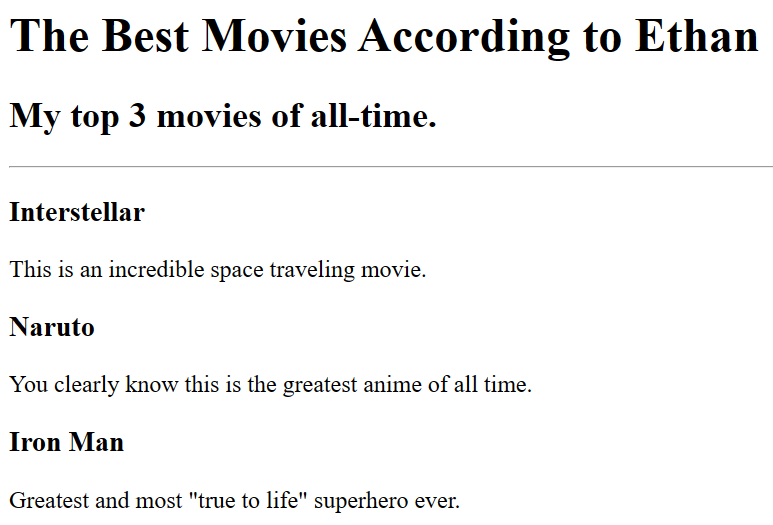 The Best Movies According to Ethan
My top 3 movies of all-time.
Interstellar
This is an incredible space traveling movie.
Naruto
You clearly know this is the greatest anime of all time.
Iron Man
Greatest and most "true to life" superhero ever.